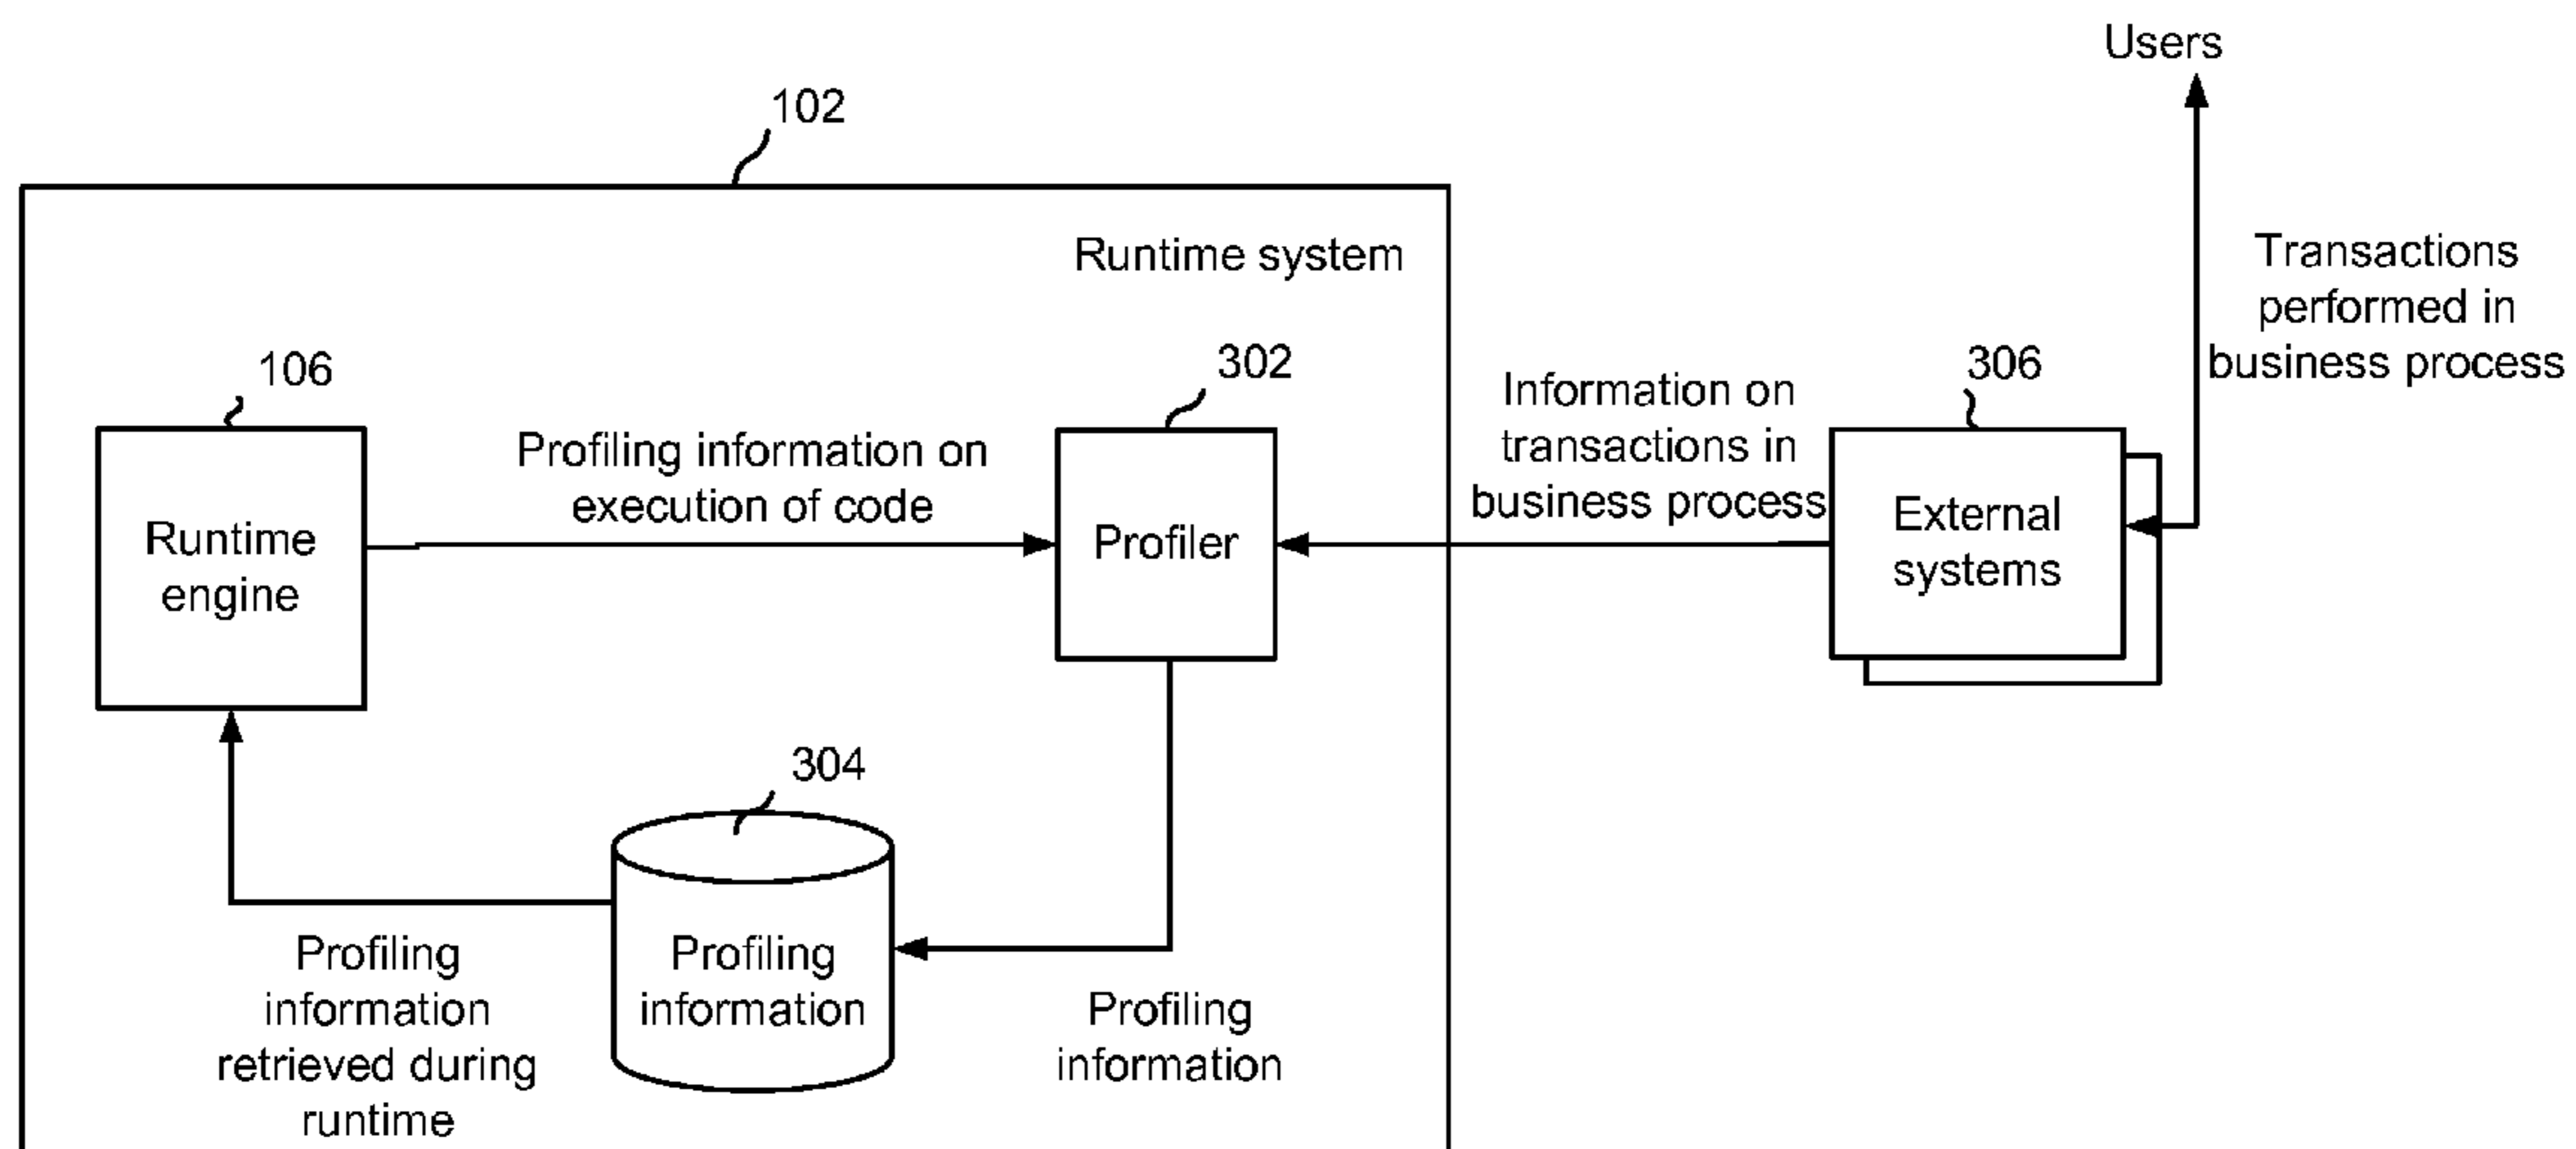 Users
102
Runtime system
Transactions
performed in
business process
106
302
306
Information on
transactions in
business process
Profiling information on
execution of code
Runtime
engine
Profiler
External
systems
304
Profiling
information
retrieved during
runtime
Profiling
information
Profiling
information